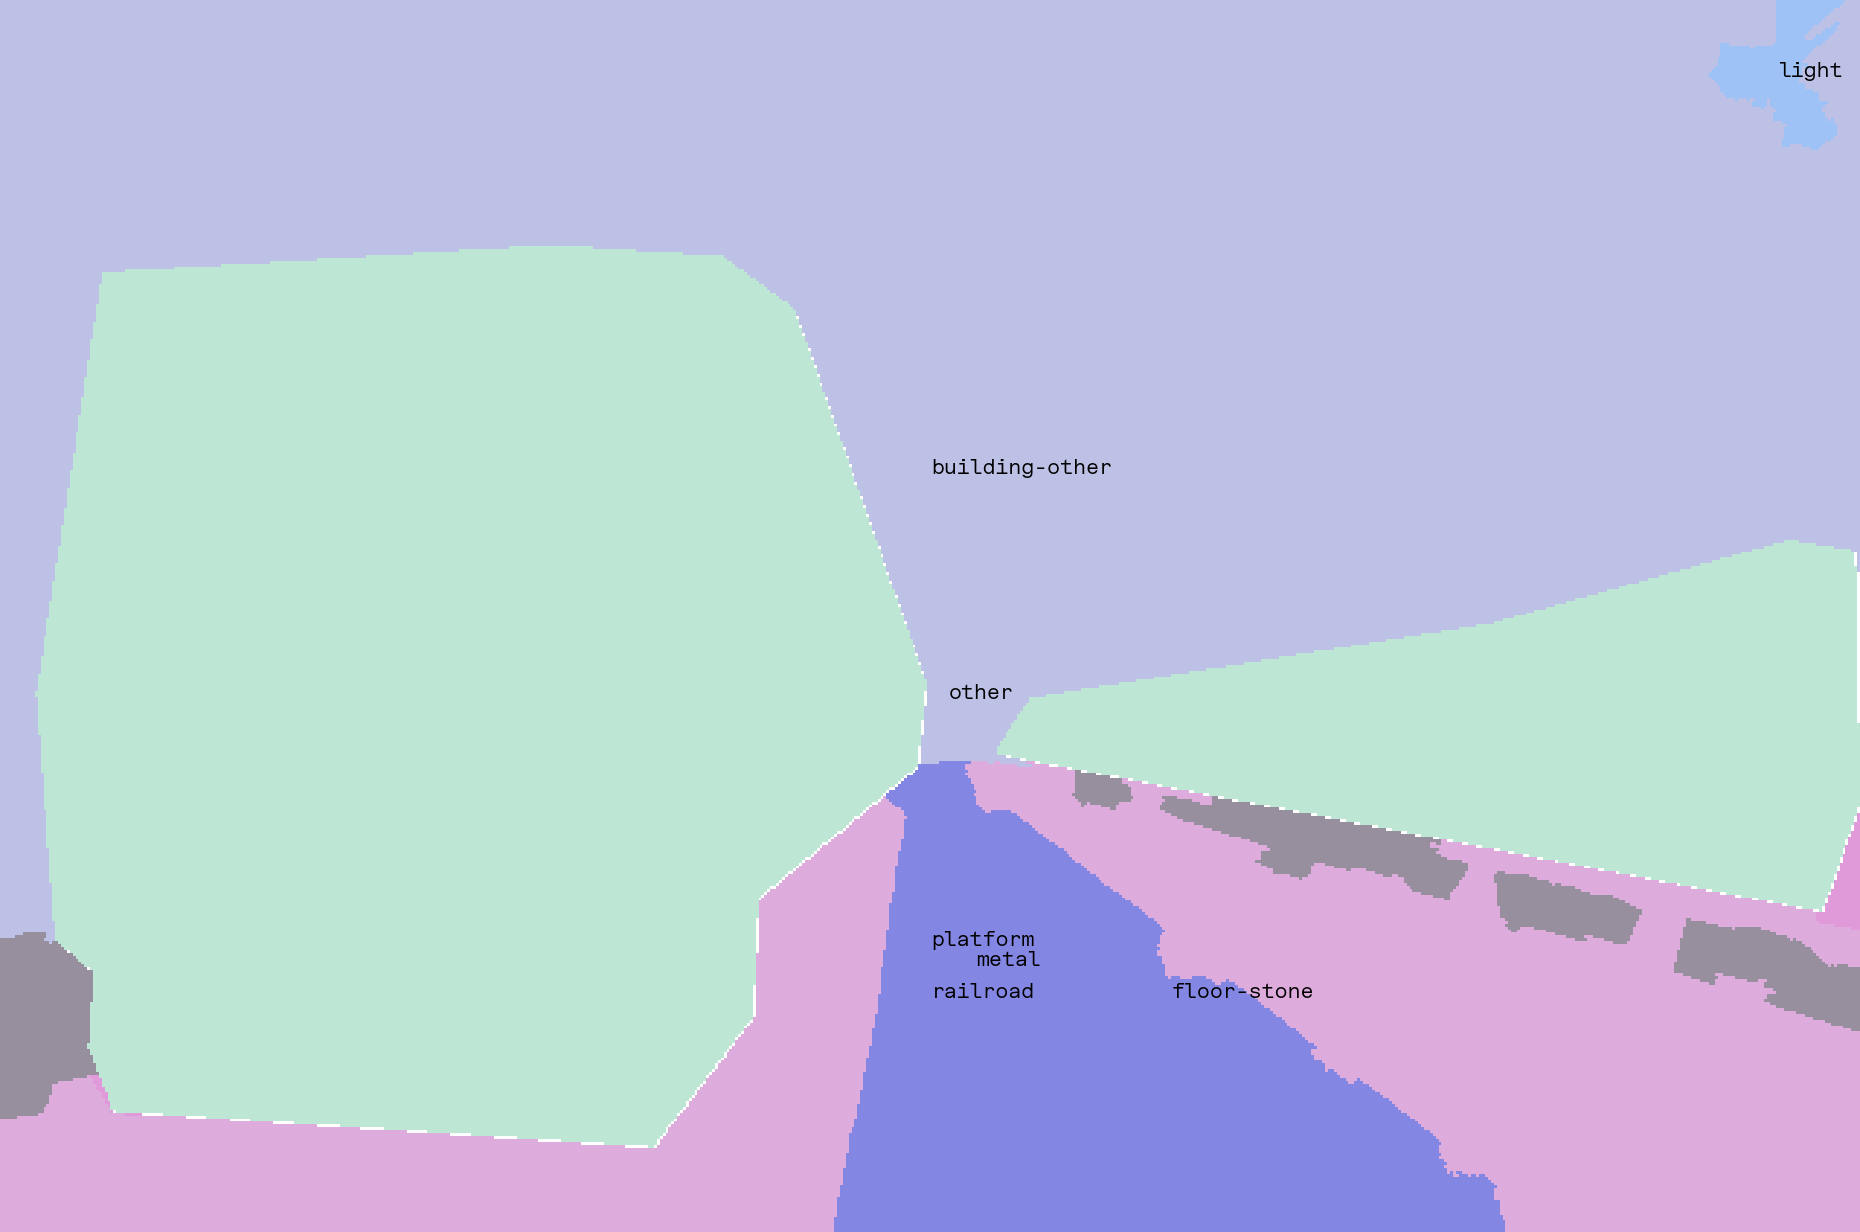 light
building-other
other
platform
metal
railroad
floor-stone